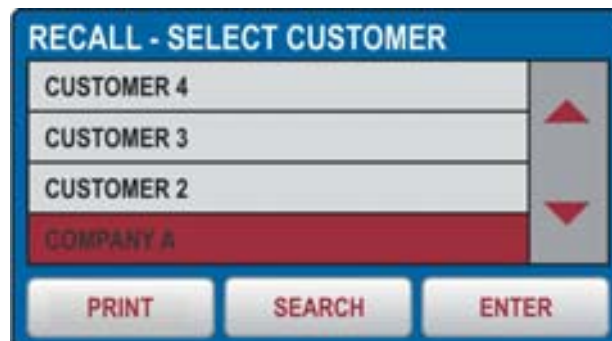 RECALL - SELECT CUSTOMER
CUSTOMER 4
CUSTOMER 3
CUSTOMER 2
COMPANY A
PRINT SEARCH ENTER